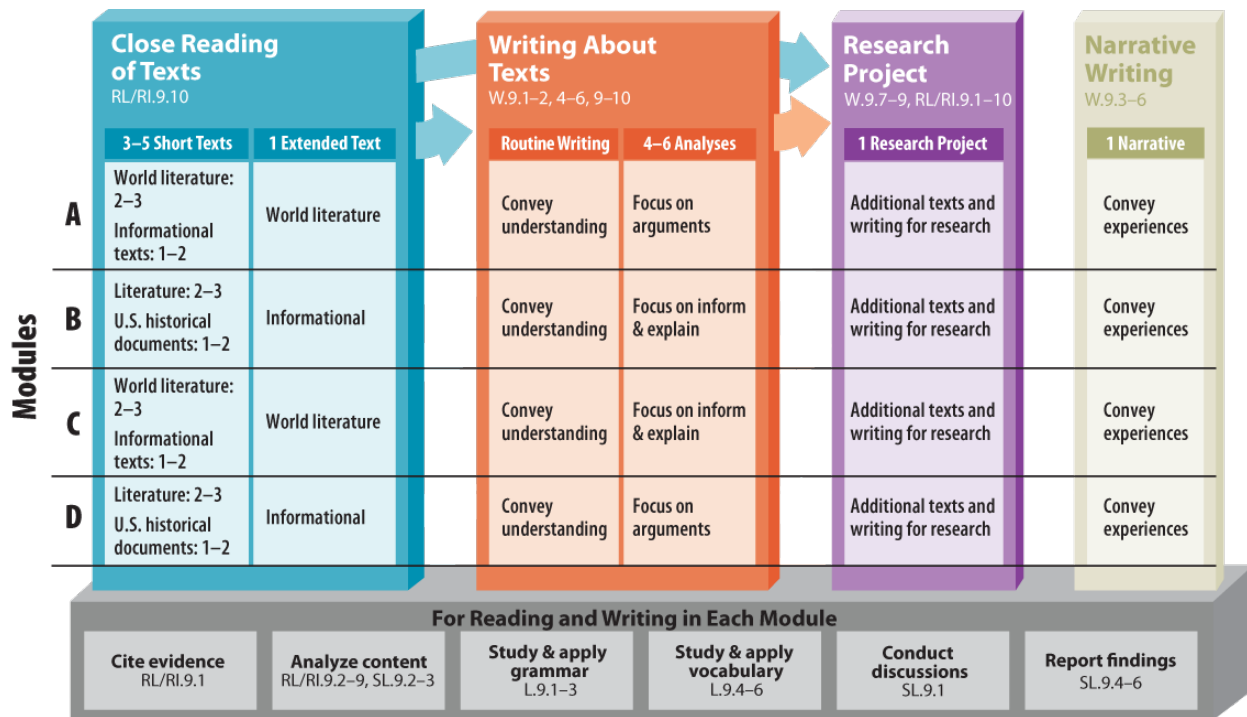 Close Reading
of Texts
RL/RI.9.10
Writing About
Texts
W.9.1–2, 4–6, 9–10
Research
Project
W.9.7–9, RL/RI.9.1–10
Narrative
Writing
W.9.3–6
3–5 Short Texts
1 Extended Text
Routine Writing
4–6 Analyses
1 Research Project
1 Narrative
Modules
A
World literature:
2–3
Informational
texts: 1–2
World literature
Convey
understanding
Focus on
arguments
Additional texts and
writing for research
Convey
experiences
B
Literature: 2–3
U.S. historical
documents: 1–2
Informational
Convey
understanding
Focus on inform
& explain
Additional texts and
writing for research
Convey
experiences
C
World literature:
2–3
Informational
texts: 1–2
World literature
Convey
understanding
Focus on inform
& explain
Additional texts and
writing for research
Convey
experiences
D
Literature: 2–3
U.S. historical
documents: 1–2
Informational
Convey
understanding
Focus on
arguments
Additional texts and
writing for research
Convey
experiences
For Reading and Writing in Each Module
Cite evidence
RL/RI.9.1
Analyze content
RL/RI.9.2–9, SL.9.2–3
Study & apply
grammar
L.9.1–3
Study & apply
vocabulary
L.9.4–6
Conduct
discussions
SL.9.1
Report findings
SL.9.4–6